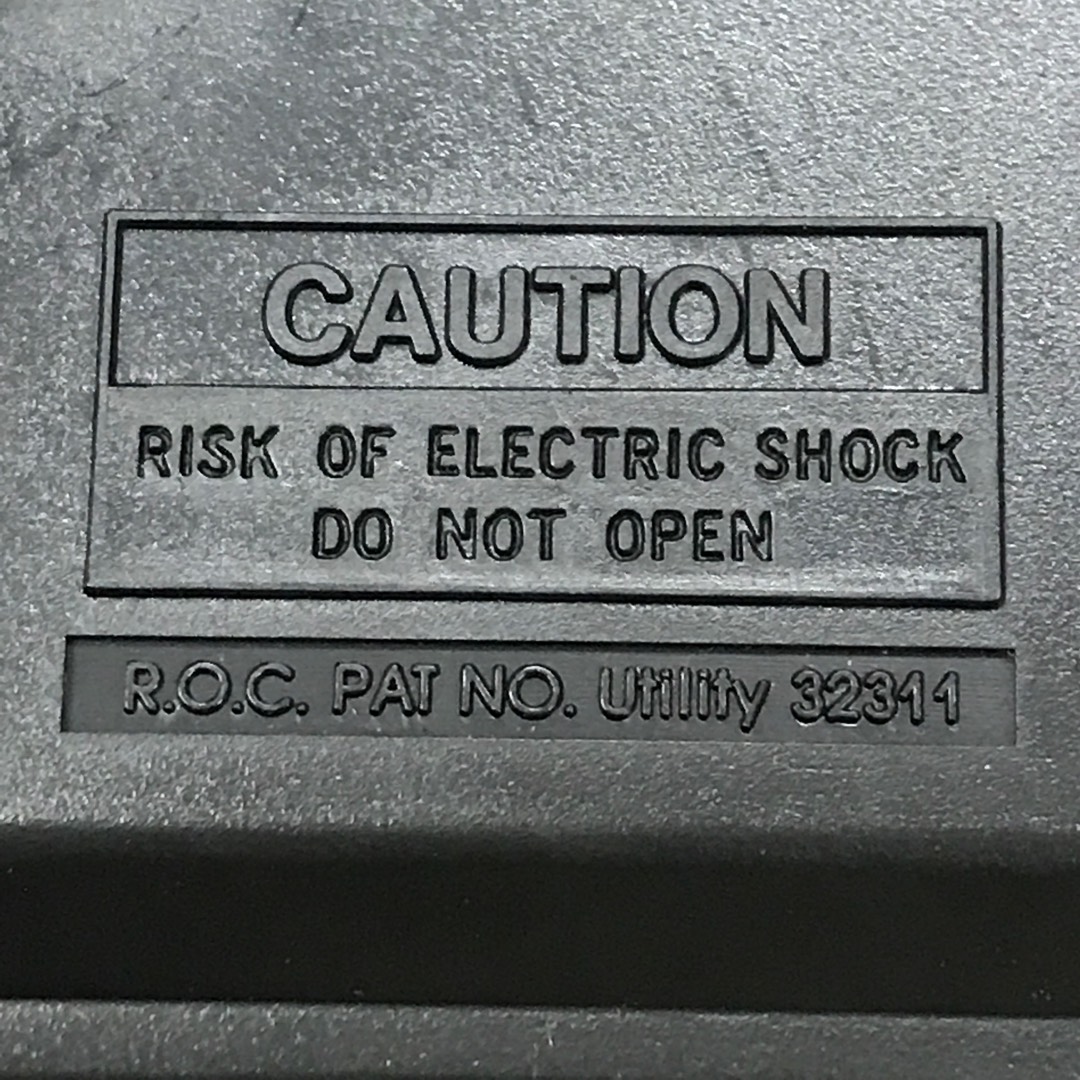 CAUTION
RISK OF ELECTRIC SHOCK
DO NOT OPEN
R.O.C. PAT NO. Utility 32311